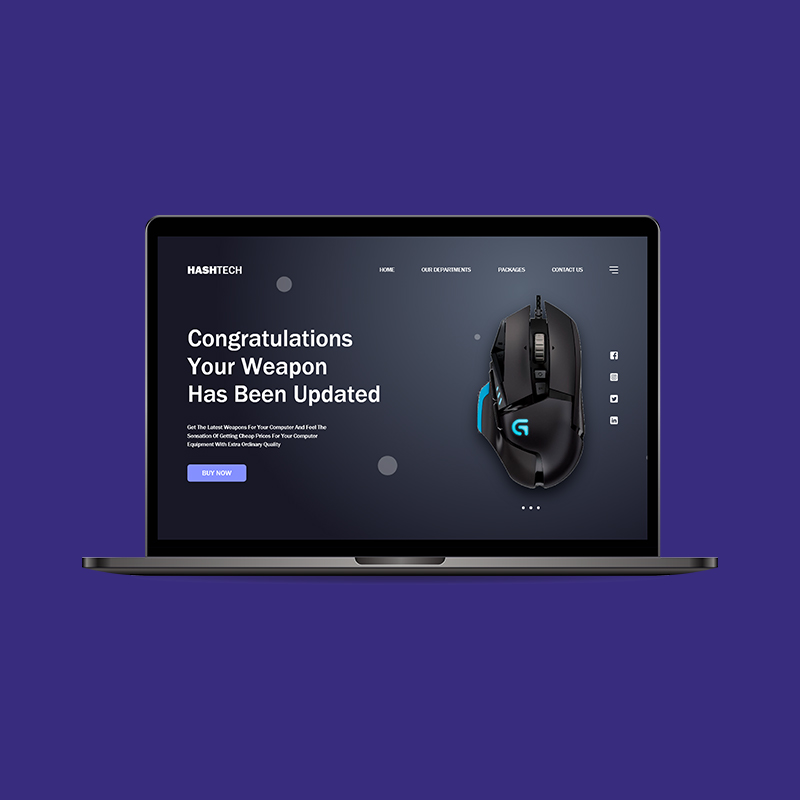 HASHTECH
HOME
OUR DEPARTMENTS
PACKAGES
CONTACT US
Congratulations
Your Weapon
Has Been Updated
Get The Latest Weapons For Your Computer And Feel The
Sensation Of Getting Cheap Prices For Your Computer
Equipment With Extra Ordinary Quality
BUY NOW